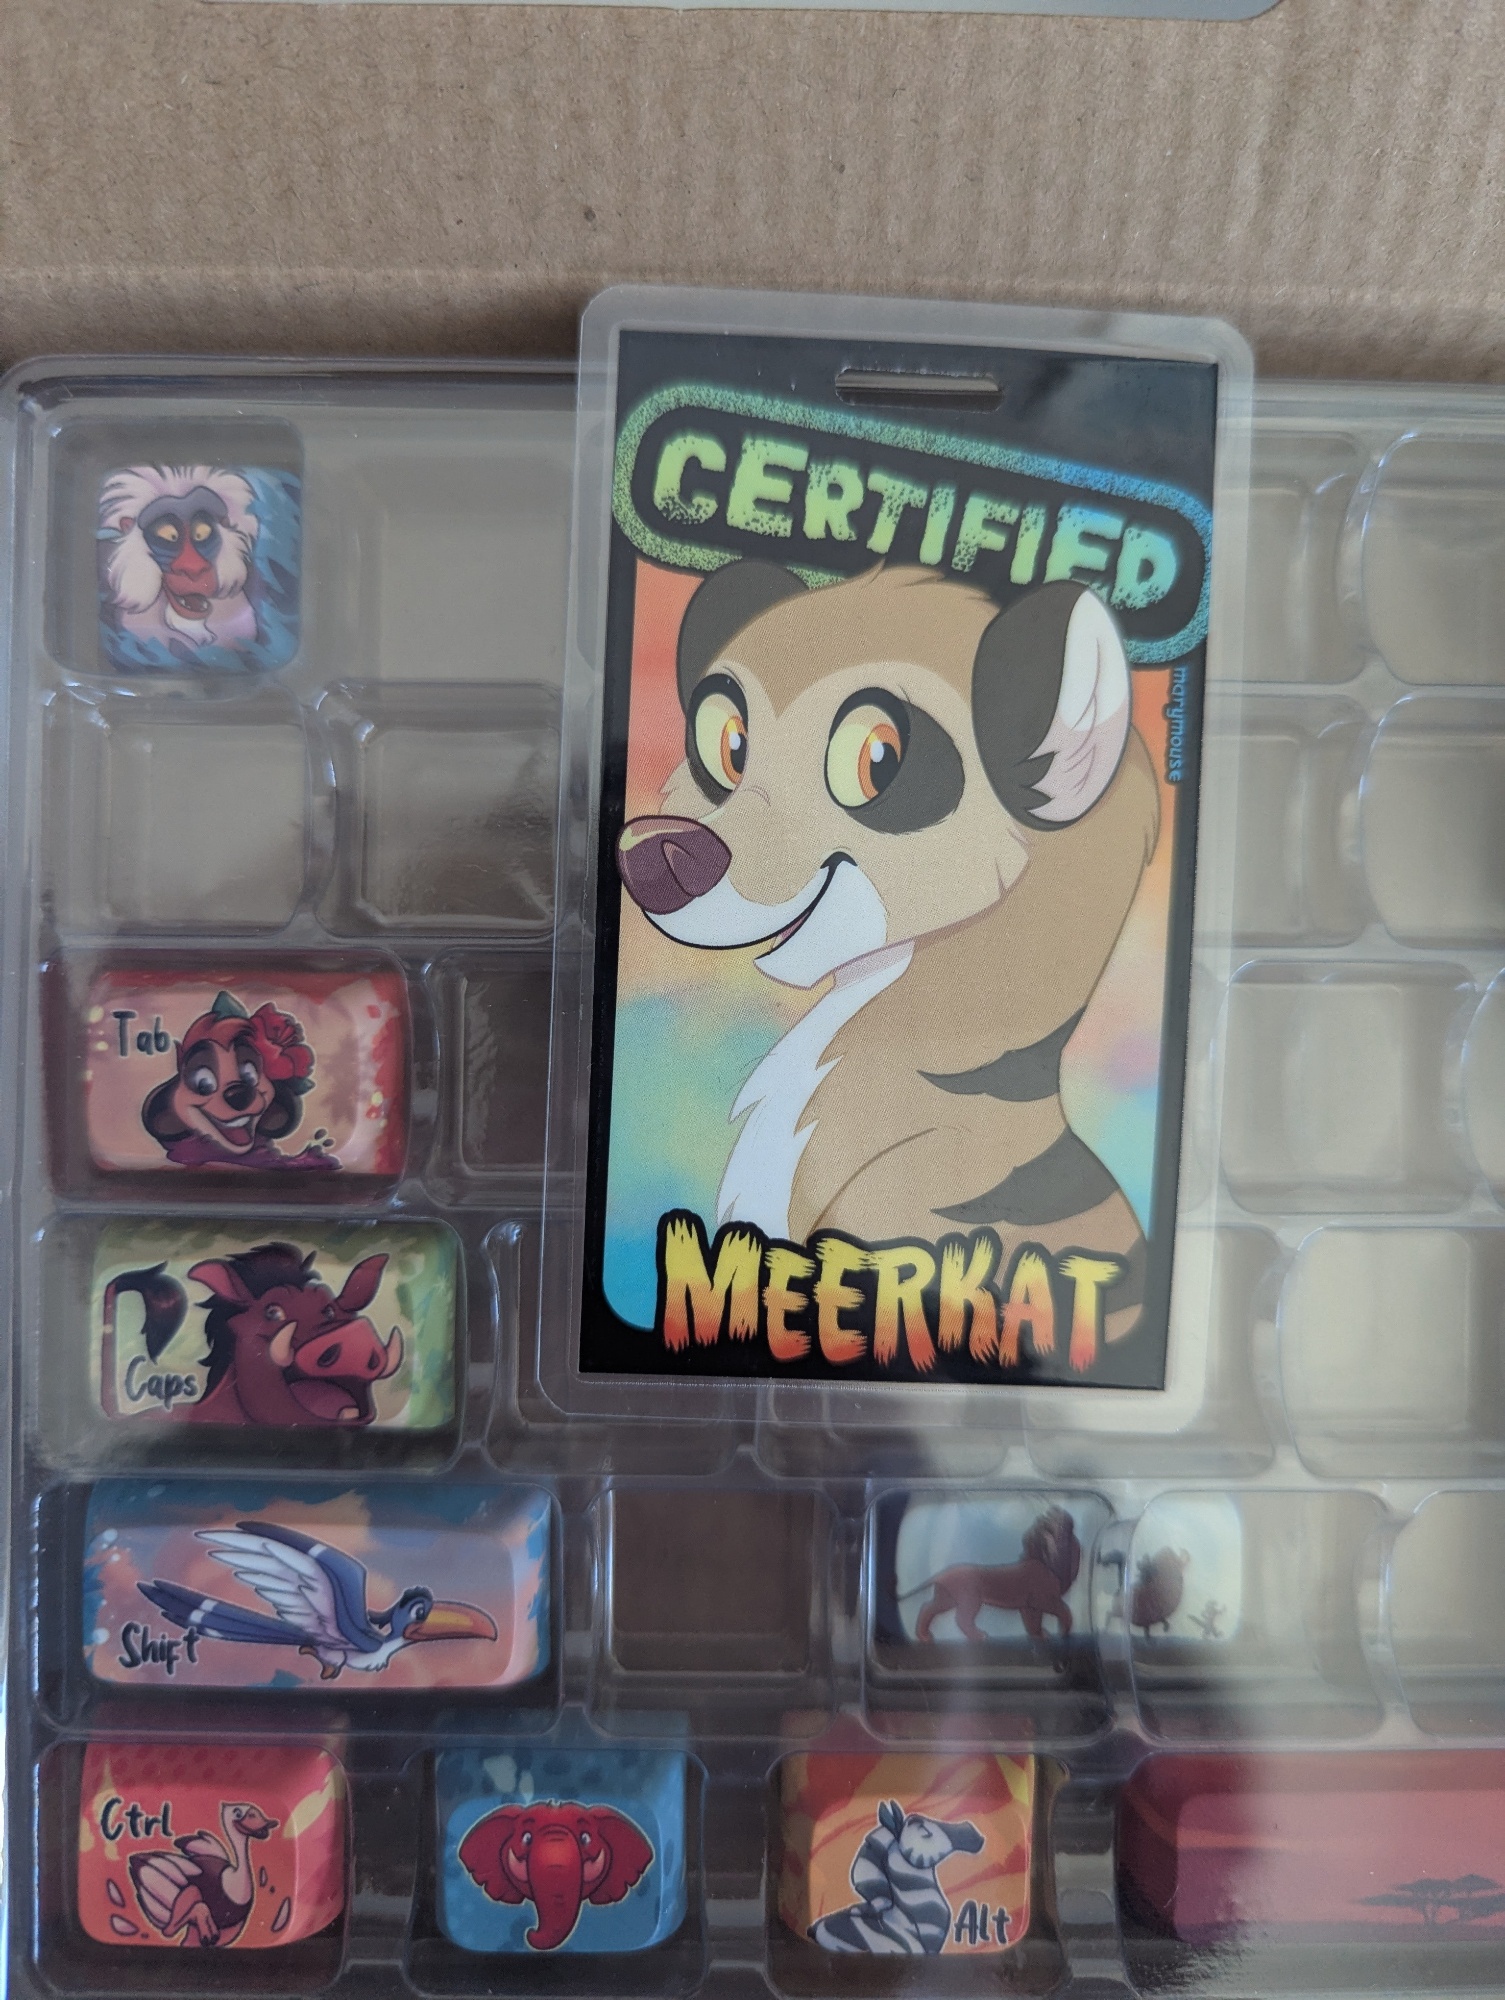 CERTIFIED
marymouse
MEERKAT
Tab
Caps
Shift
Ctrl
Alt